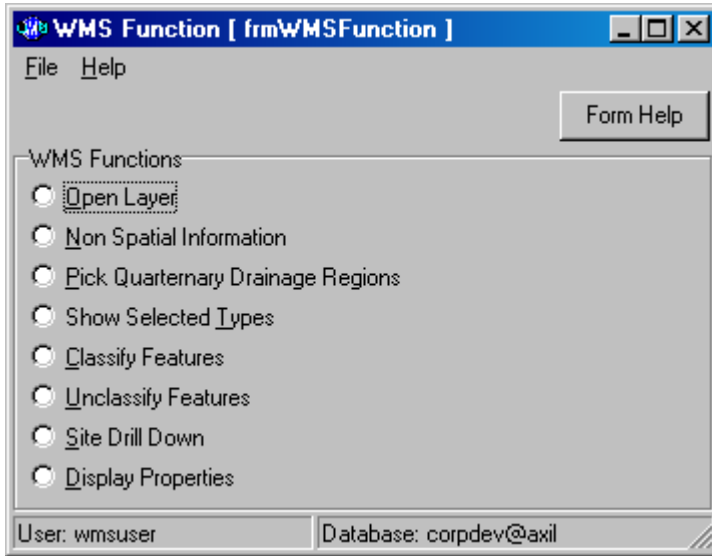 WMS Function [ frmWMSFunction ]
File Help
Form Help
WMS Functions
Open Layer
Non Spatial Information
Pick Quarternary Drainage Regions
Show Selected Types
Classify Features
Unclassify Features
Site Drill Down
Display Properties
User: wmsuser Database: corpdev@axil